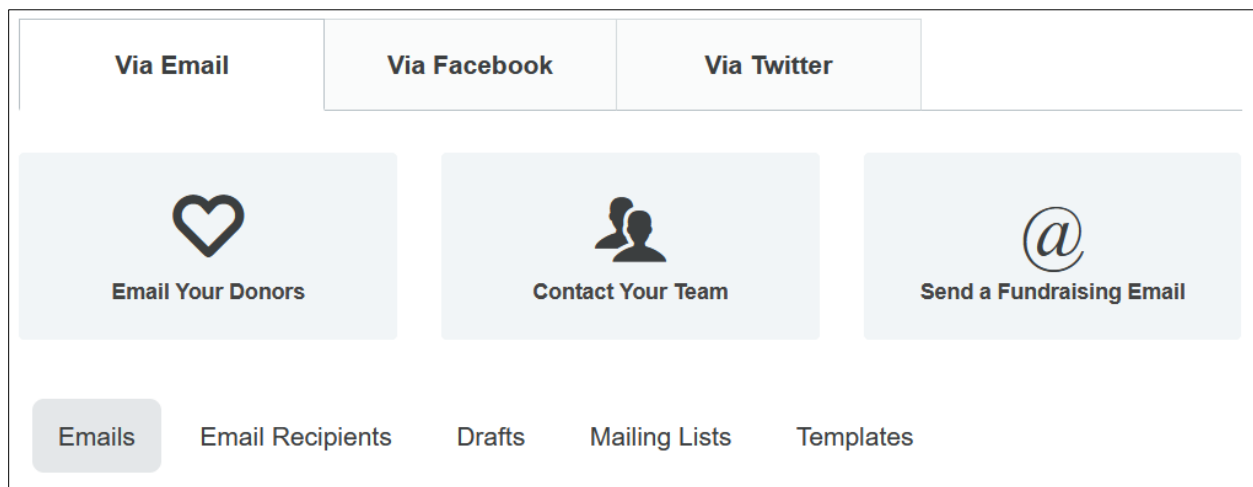 Via Email Via Facebook Via Twitter
@
Email Your Donors Contact Your Team Send a Fundraising Email
Emails Email Recipients Drafts Mailing Lists Templates